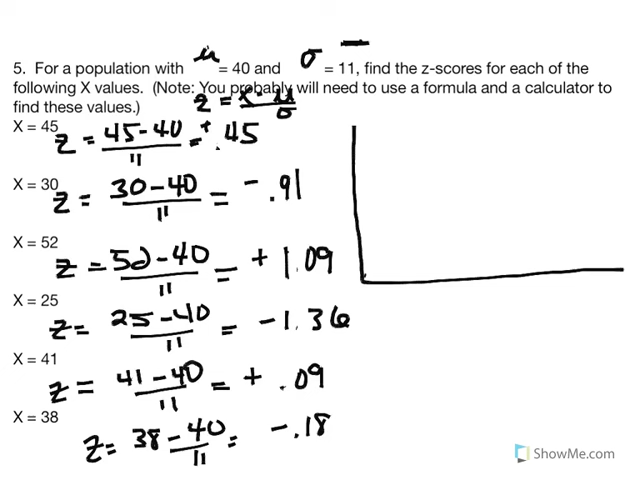 5. For a population with μ = 40 and σ = 11, find the z-scores for each of the
following X values. (Note: You probably will need to use a formula and a calculator to
find these values.)
z = x - μ / σ
X = 45
z = 45-40 / 11 = +.45
X = 30
z = 30-40 / 11 = -.91
X = 52
z = 52-40 / 11 = +1.09
X = 25
z = 25-40 / 11 = -1.36
X = 41
z = 41-40 / 11 = +.09
X = 38
z = 38-40 / 11 = -.18
ShowMe.com